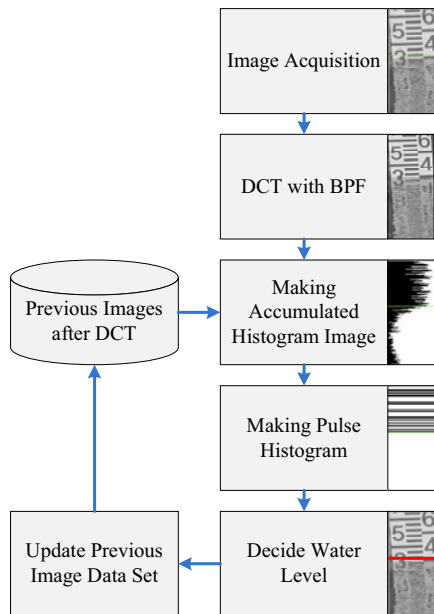 Image Acquisition
DCT with BPF
Previous Images
after DCT
Making
Accumulated
Histogram Image
Making Pulse
Histogram
Update Previous
Image Data Set
Decide Water
Level